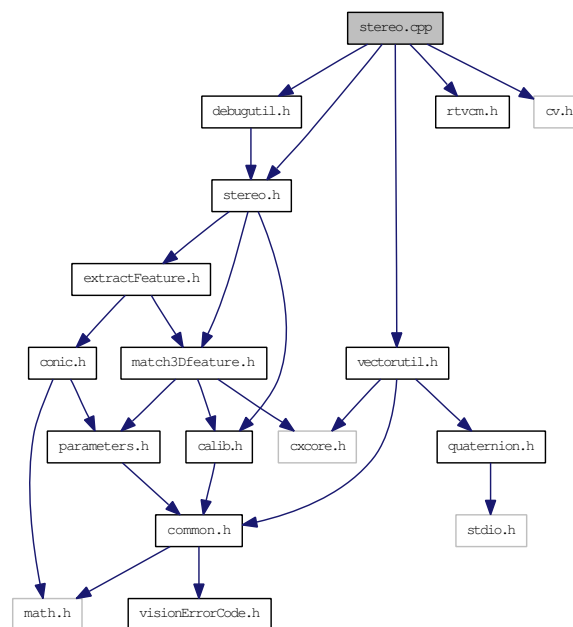 stereo.cpp
debugutil.h
rtvcm.h
cv.h
stereo.h
extractFeature.h
conic.h
match3Dfeature.h
vectorutil.h
parameters.h
calib.h
cxcore.h
quaternion.h
common.h
stdio.h
math.h
visionErrorCode.h